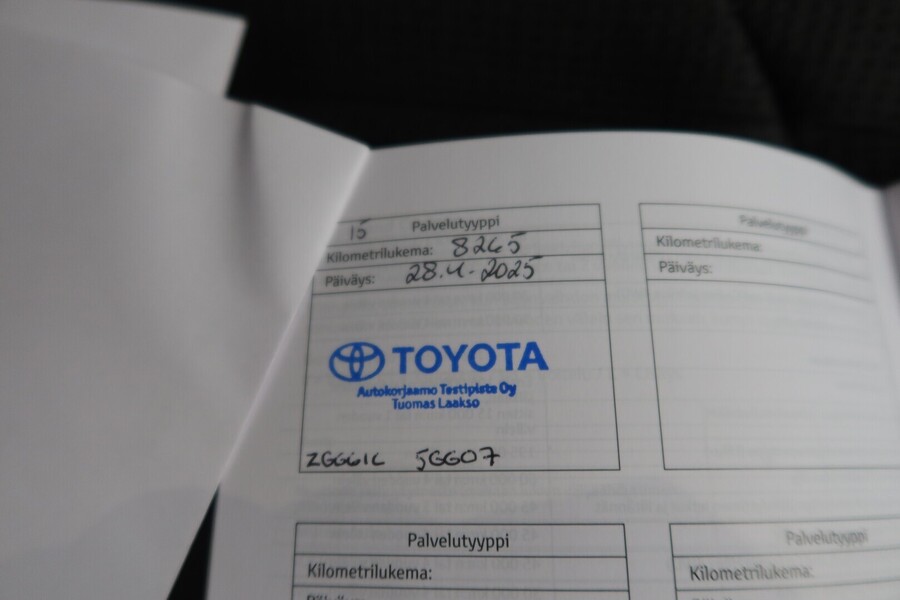 15 Palvelutyyppi
Kilometrilukema: 8265
Päiväys: 28.4.2025
TOYOTA
Autokorjaamo Testipiste Oy
Tuomas Laakso
5GG07
Palvelutyyppi
Kilometrilukema:
Päiväys:
Palvelutyyppi
Kilometrilukema:
Palvelutyyppi
Kilometrilukema: